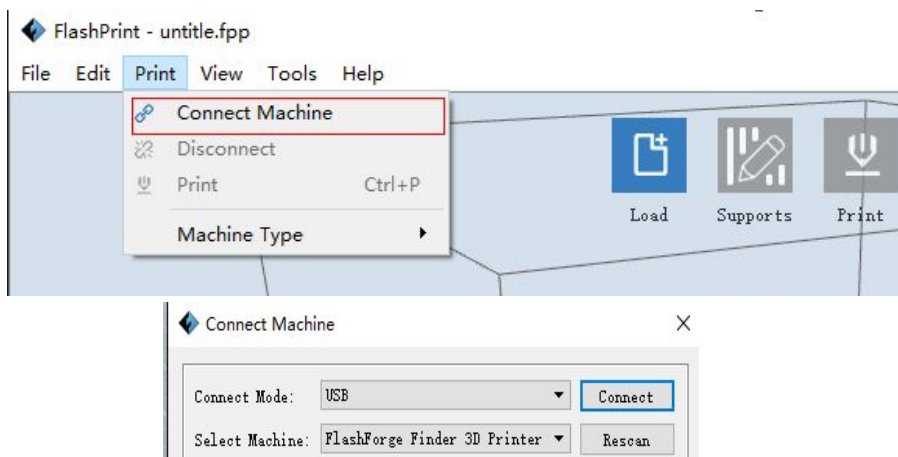 FlashPrint - untitle.fpp
File Edit Print View Tools Help
Connect Machine
Disconnect
Print Ctrl+P
Machine Type
Load Supports Print
Connect Machine
Connect Mode: USB Connect
Select Machine: FlashForge Finder 3D Printer Rescan